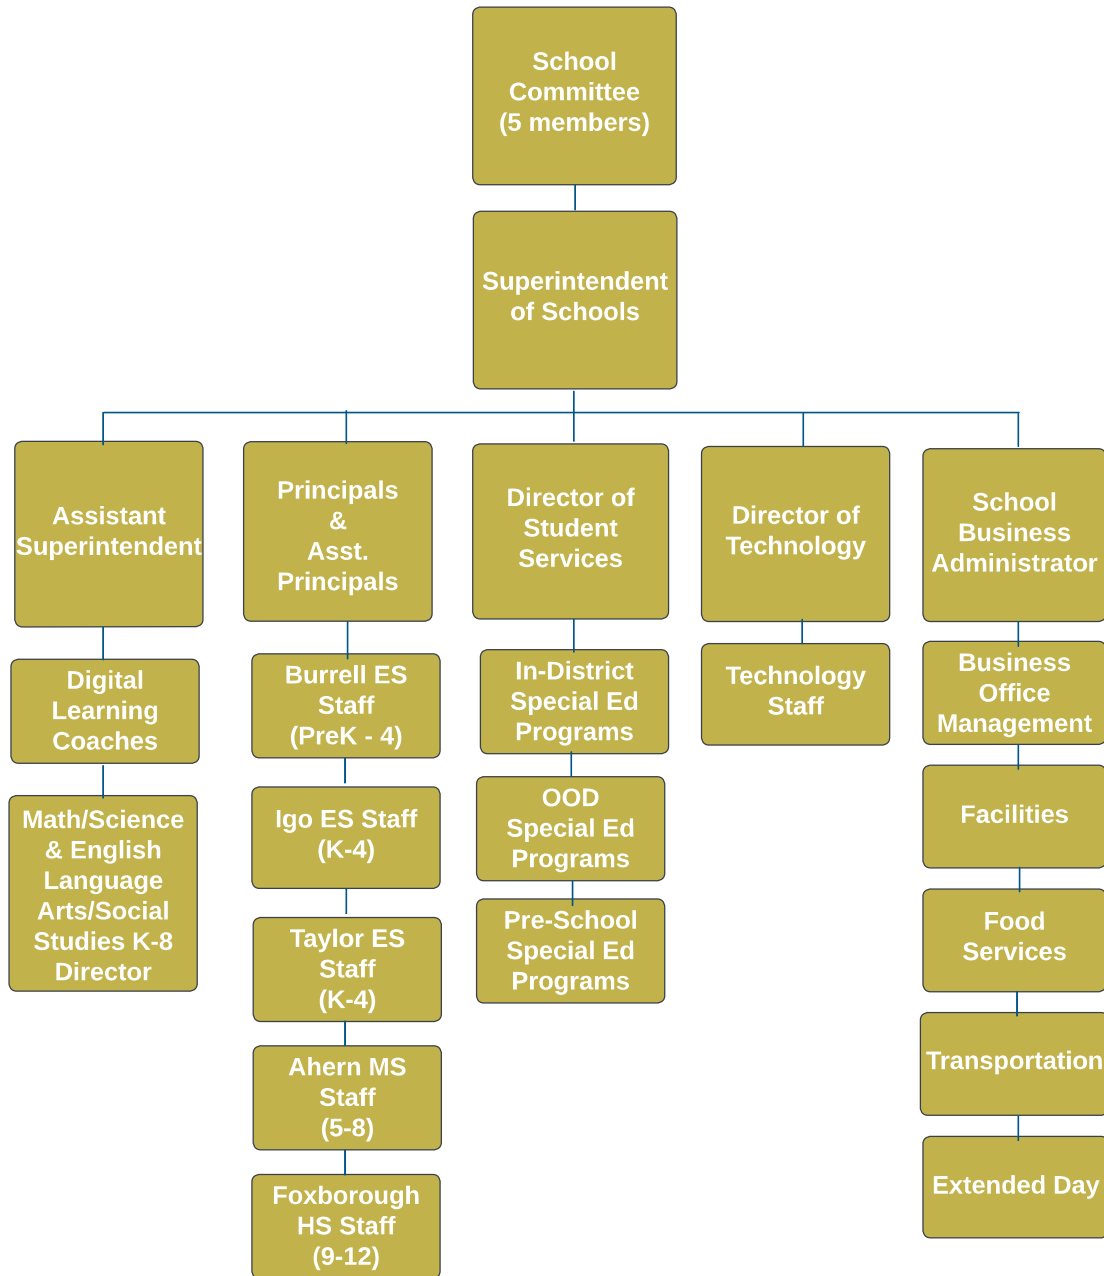 School
Committee
(5 members)
Superintendent
of Schools
Assistant
Superintendent
Digital
Learning
Coaches
Math/Science
& English
Language
Arts/Social
Studies K-8
Director
Principals
&
Asst.
Principals
Burrell ES
Staff
(PreK - 4)
Igo ES Staff
(K-4)
Taylor ES
Staff
(K-4)
Ahern MS
Staff
(5-8)
Foxborough
HS Staff
(9-12)
Director of
Student
Services
In-District
Special Ed
Programs
OOD
Special Ed
Programs
Pre-School
Special Ed
Programs
Director of
Technology
Technology
Staff
School
Business
Administrator
Business
Office
Management
Facilities
Food
Services
Transportation
Extended Day